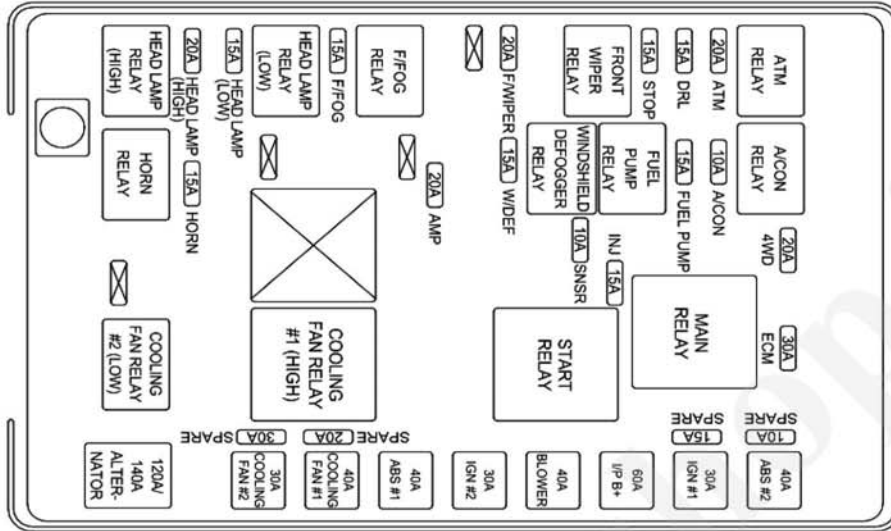 HEAD LAMP
RELAY
(HIGH)
20A
HEAD LAMP
(HIGH)
15A
HEAD LAMP
(LOW)
HEAD LAMP
RELAY
(LOW)
15A
F/FOG
F/FOG
RELAY
20A
F/WIPER
FRONT
WIPER
RELAY
15A
STOP
15A
DRL
20A
ATM
ATM
RELAY
HORN
RELAY
15A
HORN
20A
AMP
15A
W/DEF
WINDSHIELD
DEFOGGER
RELAY
FUEL
PUMP
RELAY
15A
FUEL PUMP
10A
A/CON
A/CON
RELAY
10A
SNSR
INJ
15A
20A
4WD
COOLING
FAN RELAY
#2 (LOW)
COOLING
FAN RELAY
#1 (HIGH)
START
RELAY
MAIN
RELAY
30A
ECM
SPARE
30A
20A
SPARE
SPARE
15A
SPARE
10A
120A/
140A
ALTER-
NATOR
30A
COOLING
FAN #2
40A
COOLING
FAN #1
40A
ABS #1
30A
IGN #2
40A
BLOWER
60A
I/P B+
30A
IGN #1
40A
ABS #2
hop